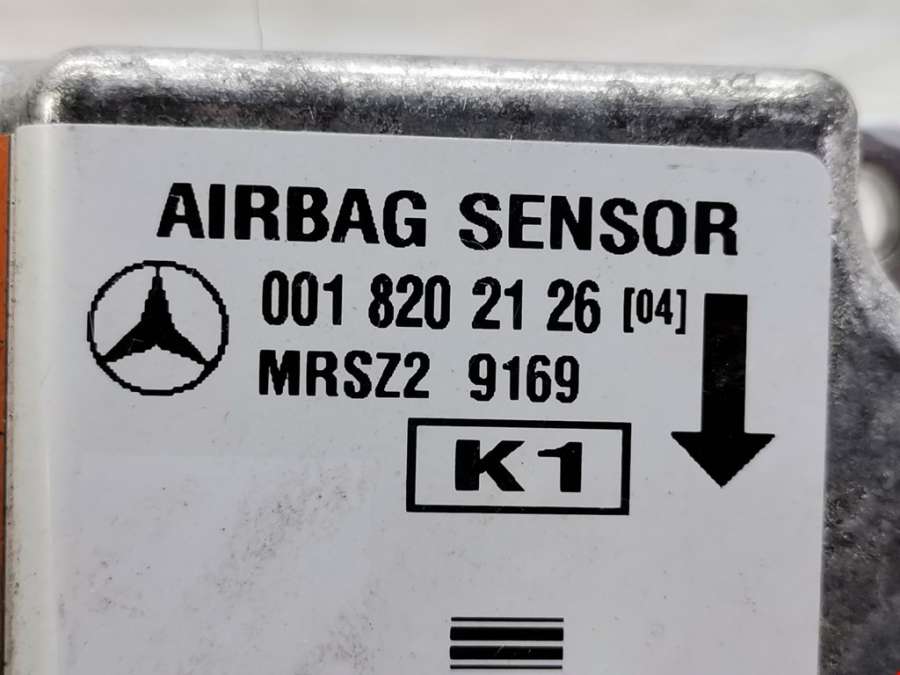 AIRBAG SENSOR
001 820 21 26 [04]
MRSZ2 9169
K1